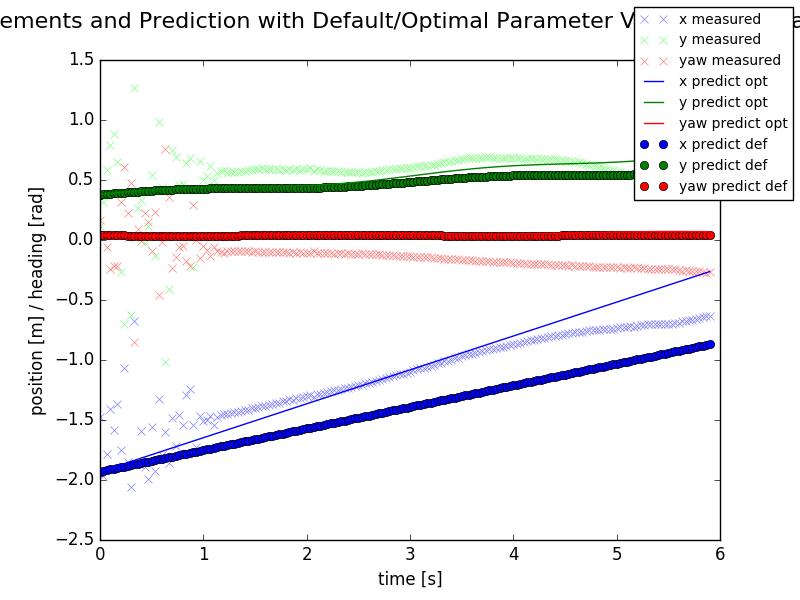 ements and Prediction with Default/Optimal Parameter V
x measured
y measured
yaw measured
x predict opt
y predict opt
yaw predict opt
x predict def
y predict def
yaw predict def
1.5
1.0
0.5
0.0
−0.5
−1.0
−1.5
−2.0
−2.5
position [m] / heading [rad]
0 1 2 3 4 5 6
time [s]